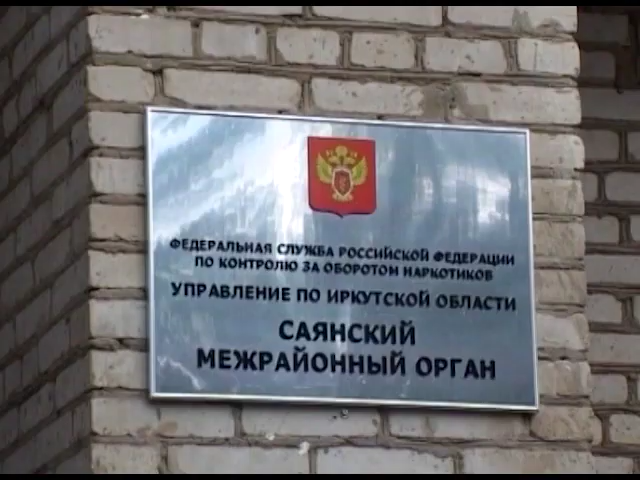 ФЕДЕРАЛЬНАЯ СЛУЖБА РОССИЙСКОЙ ФЕДЕРАЦИИ
ПО КОНТРОЛЮ ЗА ОБОРОТОМ НАРКОТИКОВ
УПРАВЛЕНИЕ ПО ИРКУТСКОЙ ОБЛАСТИ
САЯНСКИЙ
МЕЖРАЙОННЫЙ ОРГАН